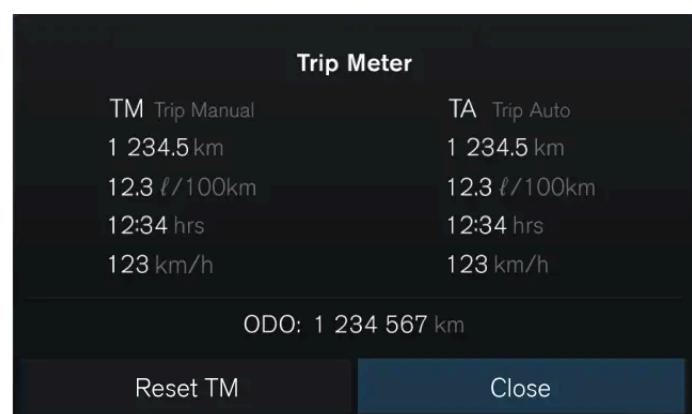 Trip Meter
TM Trip Manual
1 234.5 km
12.3 ℓ/100km
12:34 hrs
123 km/h
TA Trip Auto
1 234.5 km
12.3 ℓ/100km
12:34 hrs
123 km/h
ODO: 1 234 567 km
Reset TM
Close